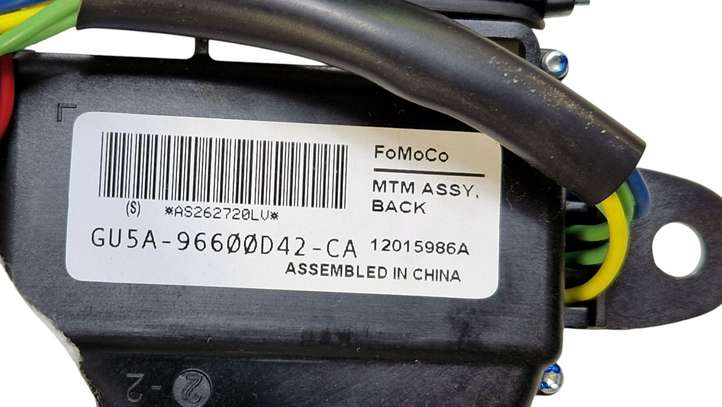 FoMoCo
MTM ASSY,
BACK
(S) *AS262720LV*
GU5A-96600D42-CA 12015986A
ASSEMBLED IN CHINA
2-2